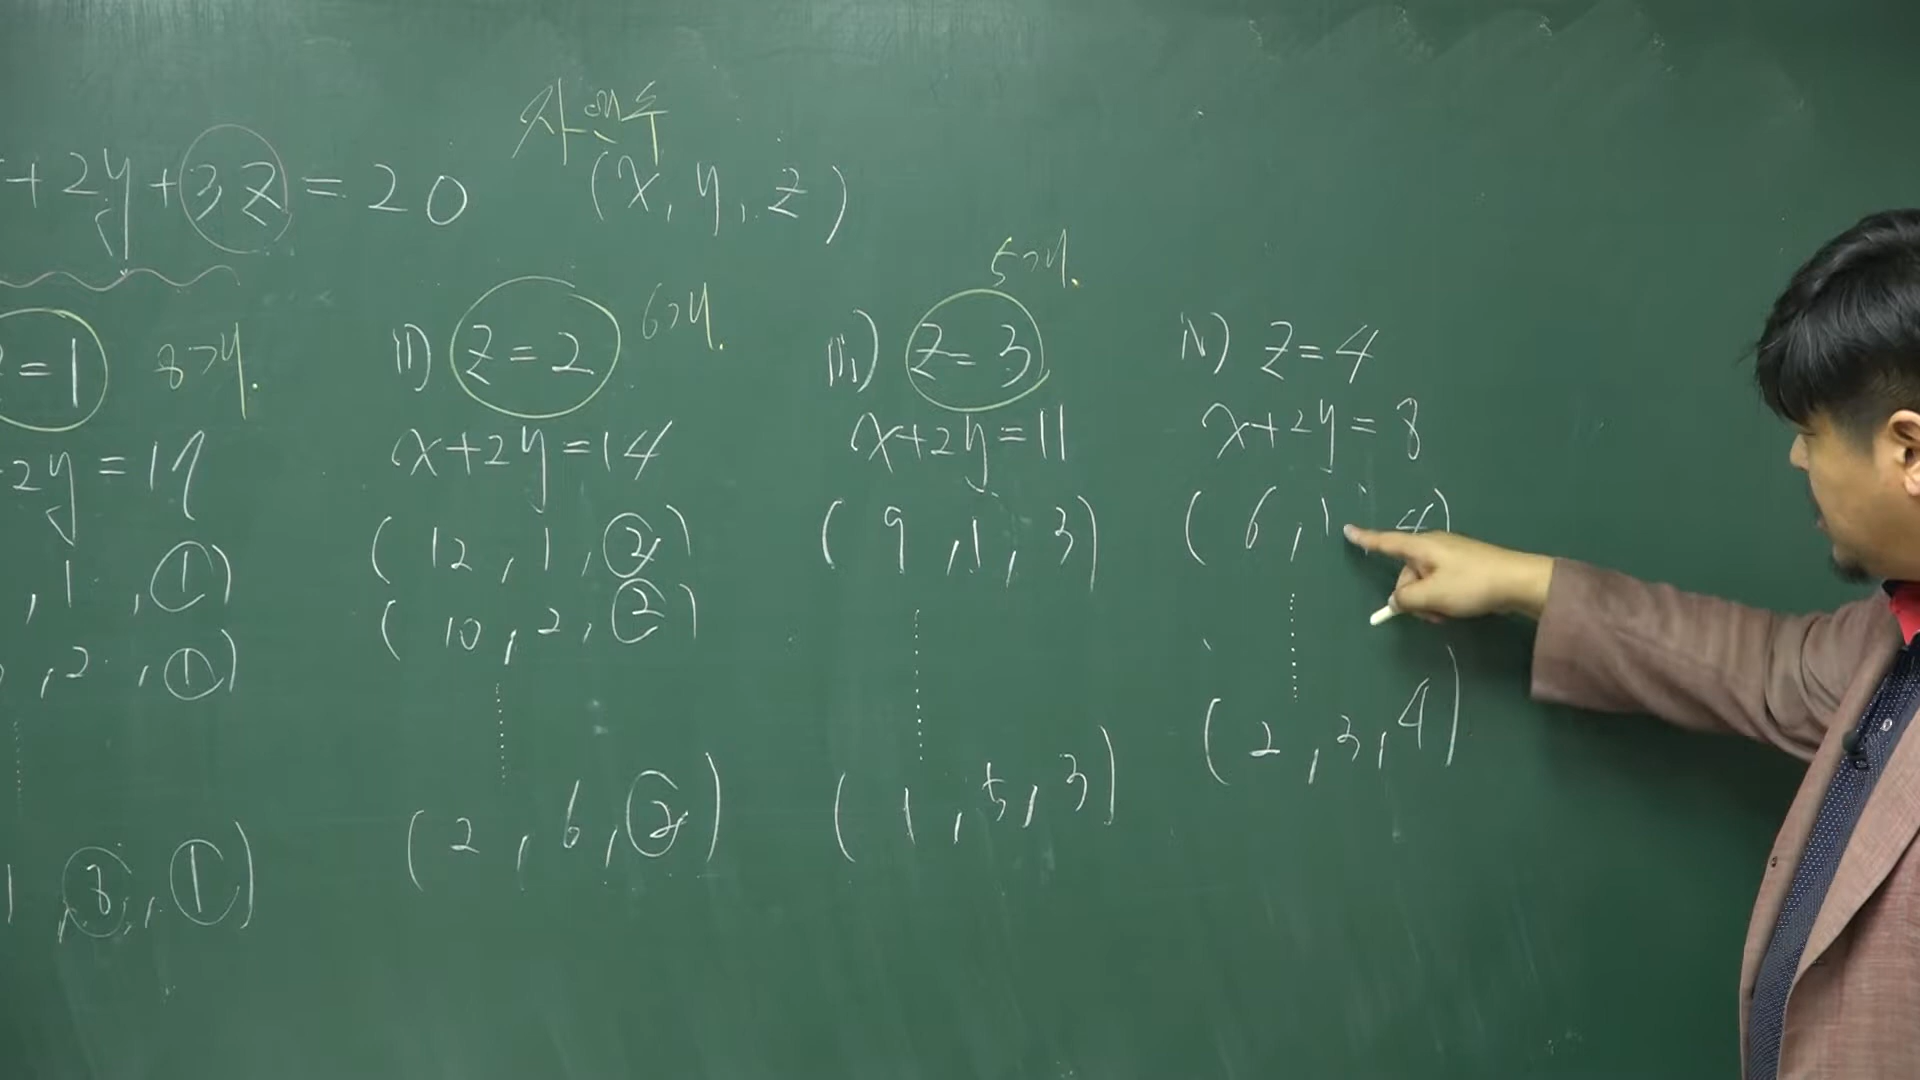 자연수
+2y+3z=20 (x, y, z)
=1 8개. ii) z=2 6개. iii) z=3 5개. iv) z=4
2y=17 x+2y=14 x+2y=11 x+2y=8
, 1, 1) (12, 1, 2) (9, 1, 3) (6, 1, 4)
, 2, 1) (10, 2, 2)
1, 8, 1) (2, 6, 2) (1, 5, 3) (2, 3, 4)